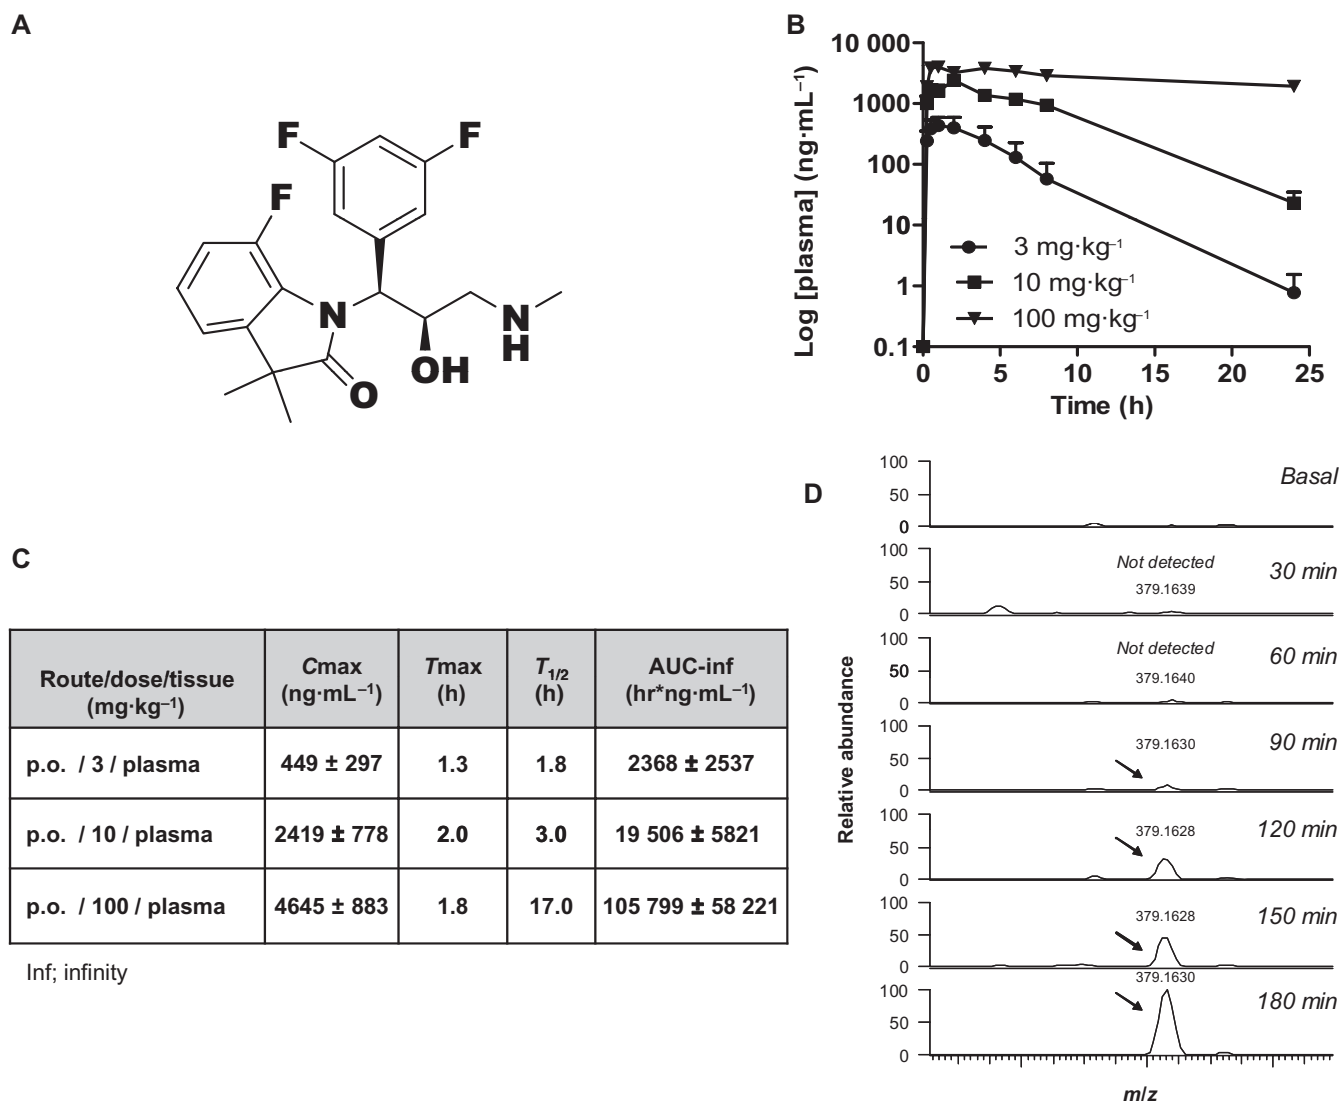 A
F
F
F
N
N
H
OH
O
B
Log [plasma] (ng·mL⁻¹)
10 000
1000
100
10
1
0.1
3 mg·kg⁻¹
10 mg·kg⁻¹
100 mg·kg⁻¹
0 5 10 15 20 25
Time (h)
C
Route/dose/tissue (mg·kg⁻¹) Cmax (ng·mL⁻¹) Tmax (h) T1/2 (h) AUC-inf (hr*ng·mL⁻¹)
p.o. / 3 / plasma 449 ± 297 1.3 1.8 2368 ± 2537
p.o. / 10 / plasma 2419 ± 778 2.0 3.0 19 506 ± 5821
p.o. / 100 / plasma 4645 ± 883 1.8 17.0 105 799 ± 58 221
Inf; infinity
D
Relative abundance
100
50
0
Basal
100
50
0
Not detected
379.1639
30 min
100
50
0
Not detected
379.1640
60 min
100
50
0
379.1630
90 min
100
50
0
379.1628
120 min
100
50
0
379.1628
150 min
100
50
0
379.1630
180 min
m/z